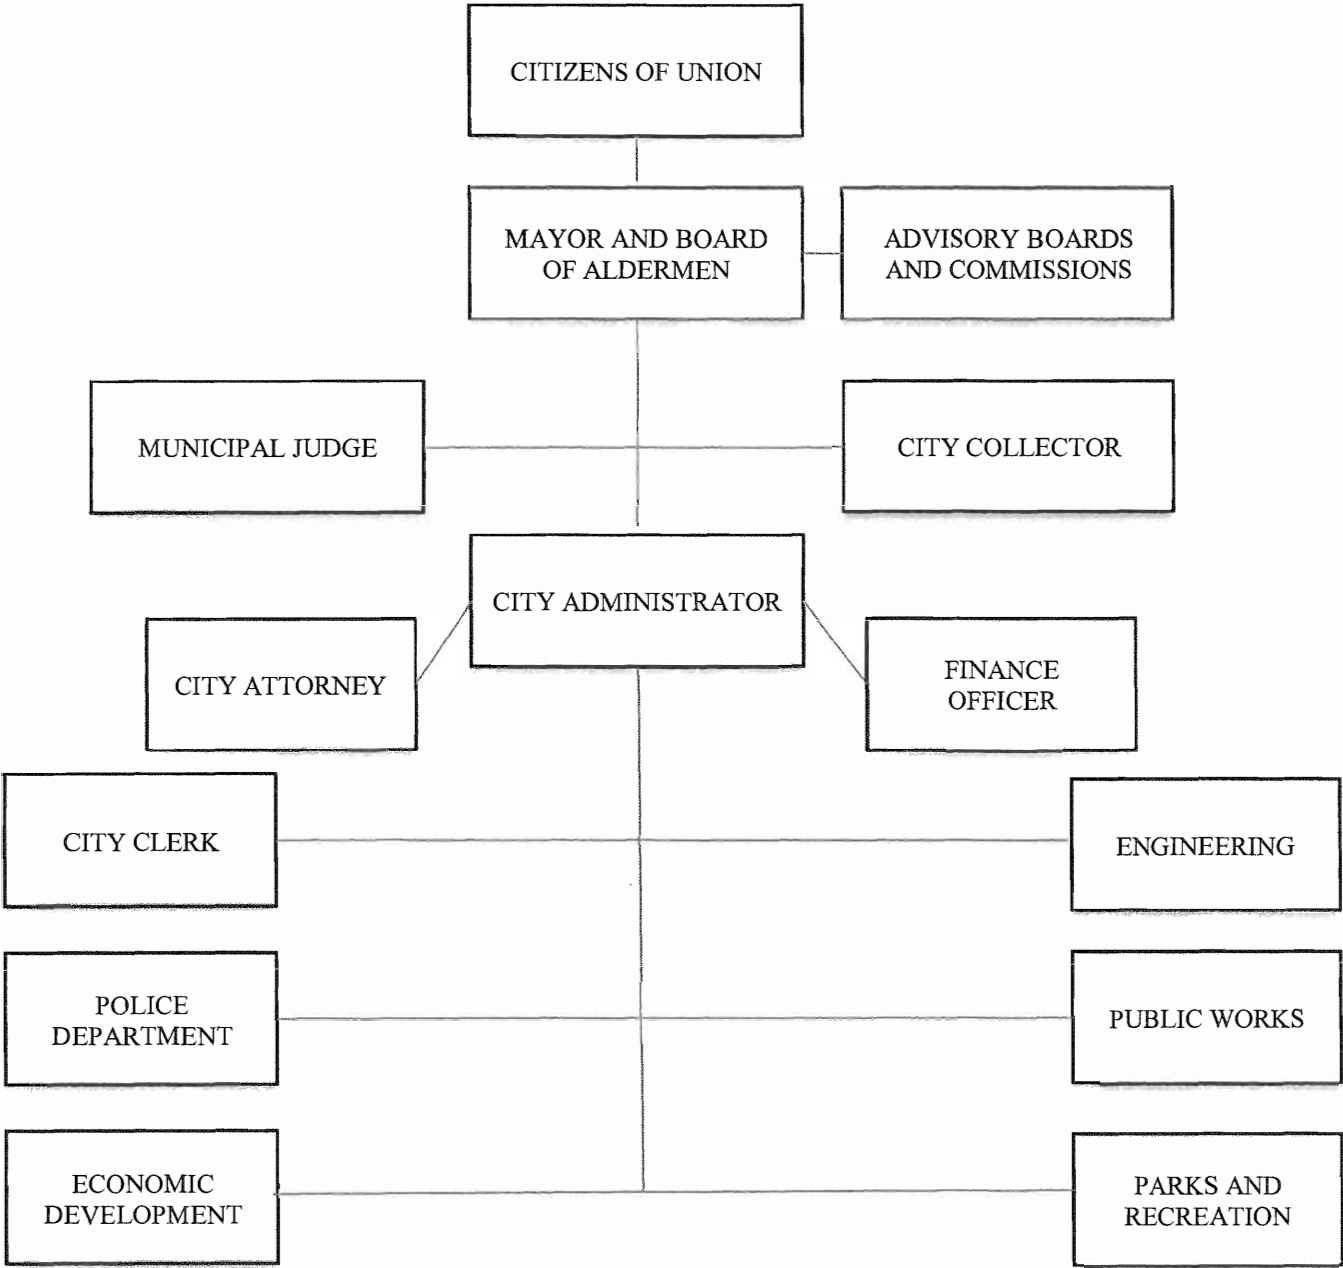 CITIZENS OF UNION
MAYOR AND BOARD
OF ALDERMEN
ADVISORY BOARDS
AND COMMISSIONS
MUNICIPAL JUDGE
CITY COLLECTOR
CITY ADMINISTRATOR
CITY ATTORNEY
FINANCE
OFFICER
CITY CLERK
ENGINEERING
POLICE
DEPARTMENT
PUBLIC WORKS
ECONOMIC
DEVELOPMENT
PARKS AND
RECREATION